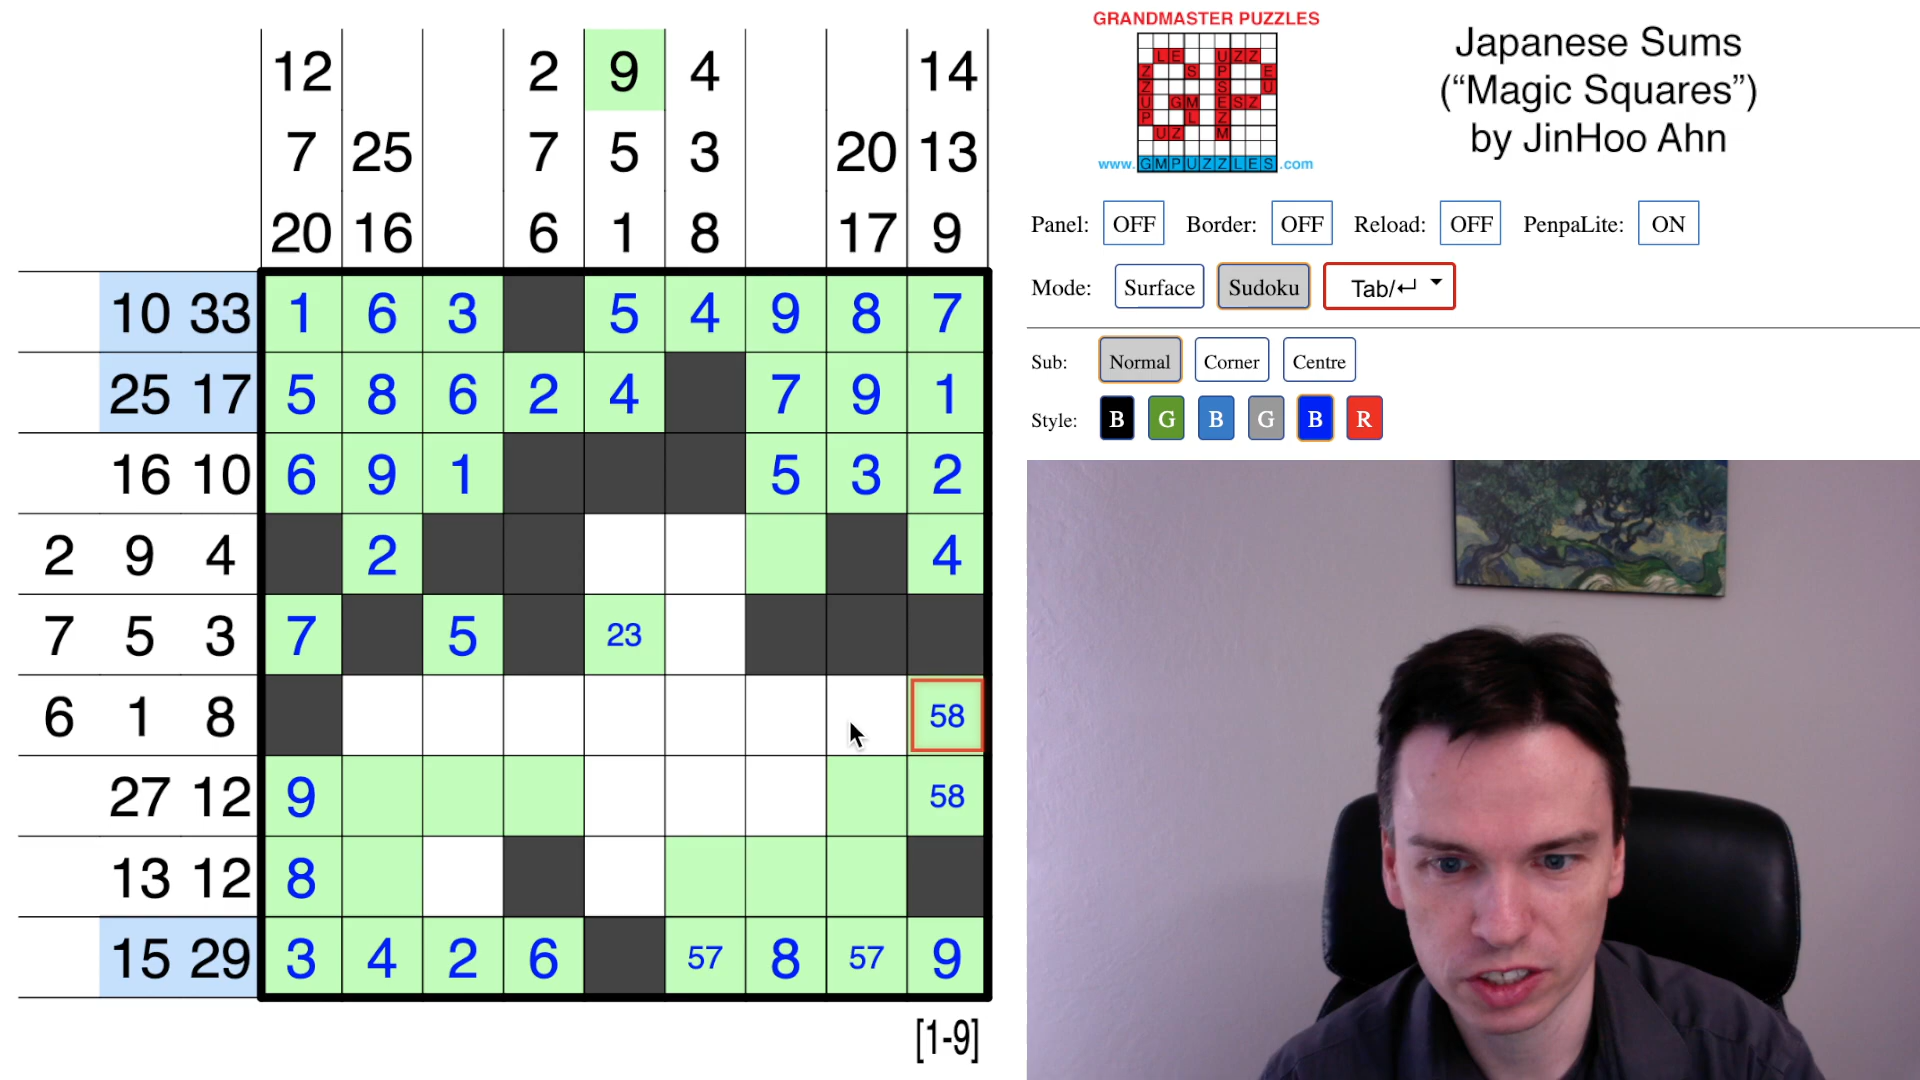 GRANDMASTER PUZZLES
www.GMPUZZLES.com
Japanese Sums
(“Magic Squares”)
by JinHoo Ahn
Panel: OFF Border: OFF Reload: OFF PenpaLite: ON
Mode: Surface Sudoku Tab/↵
Sub: Normal Corner Centre
Style: B G B G B R
12 2 9 4 14
7 25 7 5 3 20 13
20 16 6 1 8 17 9
10 33 1 6 3 5 4 9 8 7
25 17 5 8 6 2 4 7 9 1
16 10 6 9 1 5 3 2
2 9 4 2 4
7 5 3 7 5 23
6 1 8 58
27 12 9 58
13 12 8
15 29 3 4 2 6 57 8 57 9
[1-9]